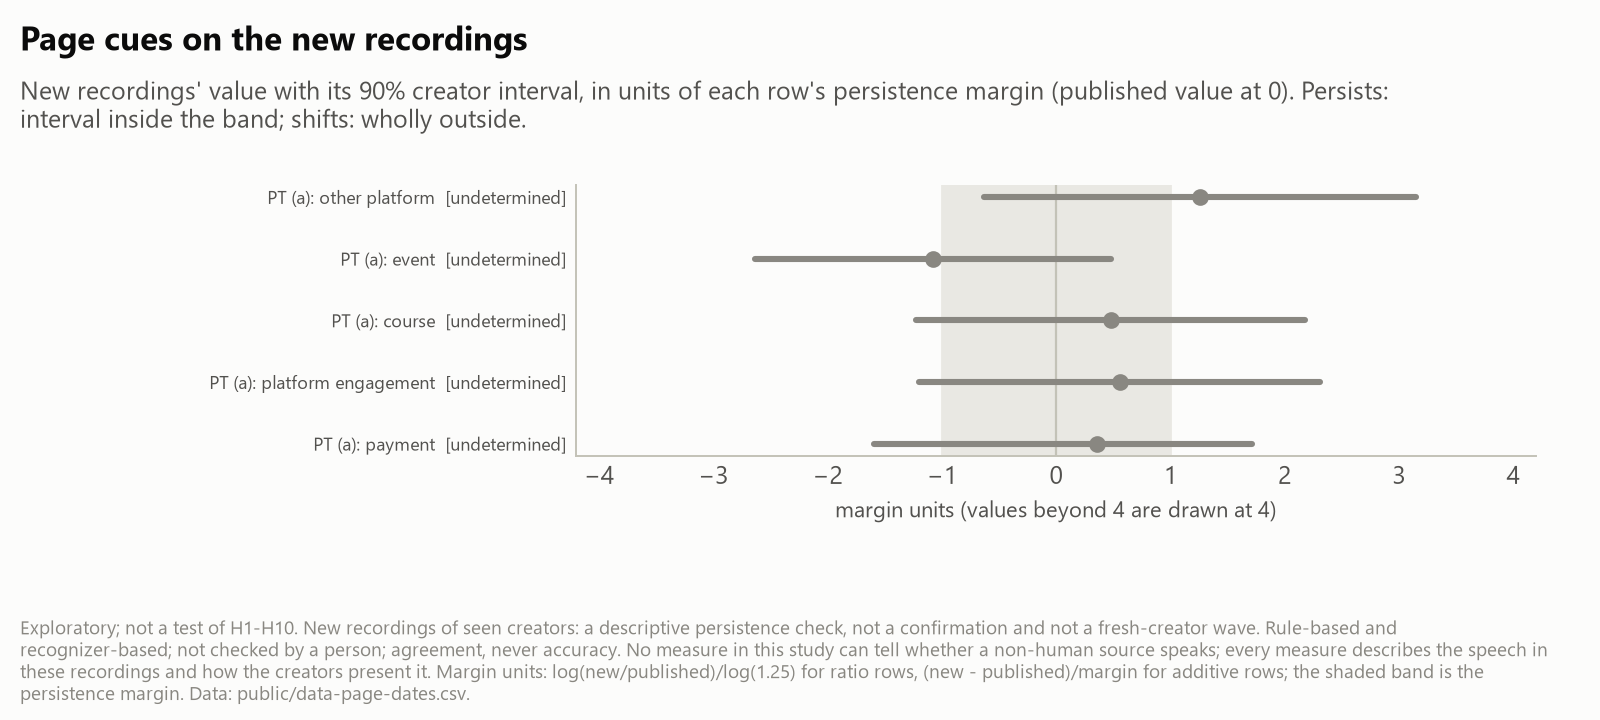 Page cues on the new recordings
New recordings' value with its 90% creator interval, in units of each row's persistence margin (published value at 0). Persists:
interval inside the band; shifts: wholly outside.
PT (a): other platform [undetermined]
PT (a): event [undetermined]
PT (a): course [undetermined]
PT (a): platform engagement [undetermined]
PT (a): payment [undetermined]
−4 −3 −2 −1 0 1 2 3 4
margin units (values beyond 4 are drawn at 4)
Exploratory; not a test of H1-H10. New recordings of seen creators: a descriptive persistence check, not a confirmation and not a fresh-creator wave. Rule-based and
recognizer-based; not checked by a person; agreement, never accuracy. No measure in this study can tell whether a non-human source speaks; every measure describes the speech in
these recordings and how the creators present it. Margin units: log(new/published)/log(1.25) for ratio rows, (new - published)/margin for additive rows; the shaded band is the
persistence margin. Data: public/data-page-dates.csv.